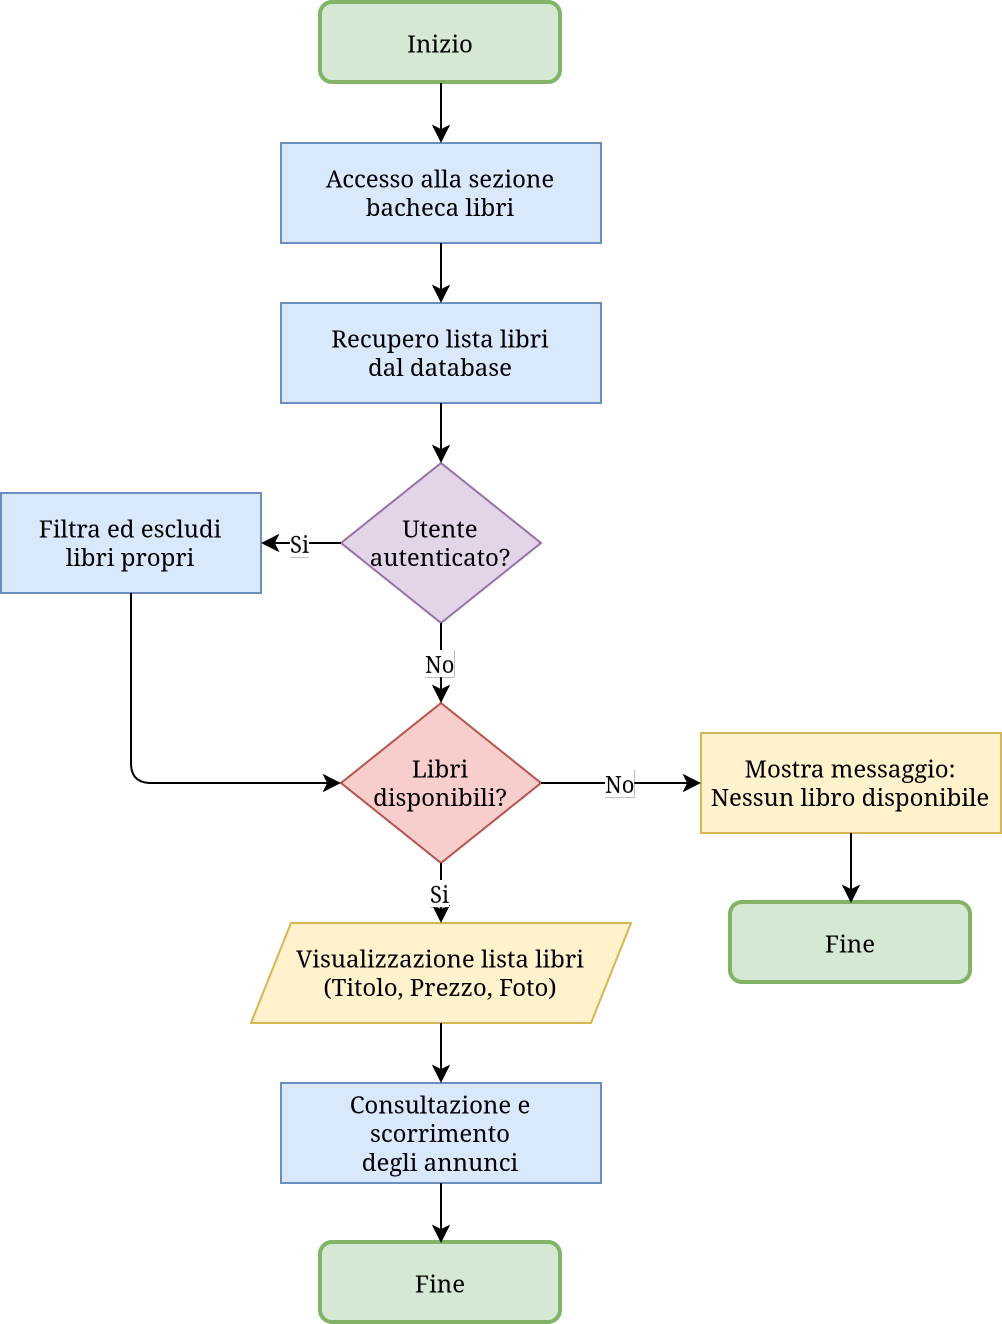 Inizio
Accesso alla sezione
bacheca libri
Recupero lista libri
dal database
Utente
autenticato?
Si
Filtra ed escludi
libri propri
No
Libri
disponibili?
No
Mostra messaggio:
Nessun libro disponibile
Fine
Si
Visualizzazione lista libri
(Titolo, Prezzo, Foto)
Consultazione e
scorrimento
degli annunci
Fine